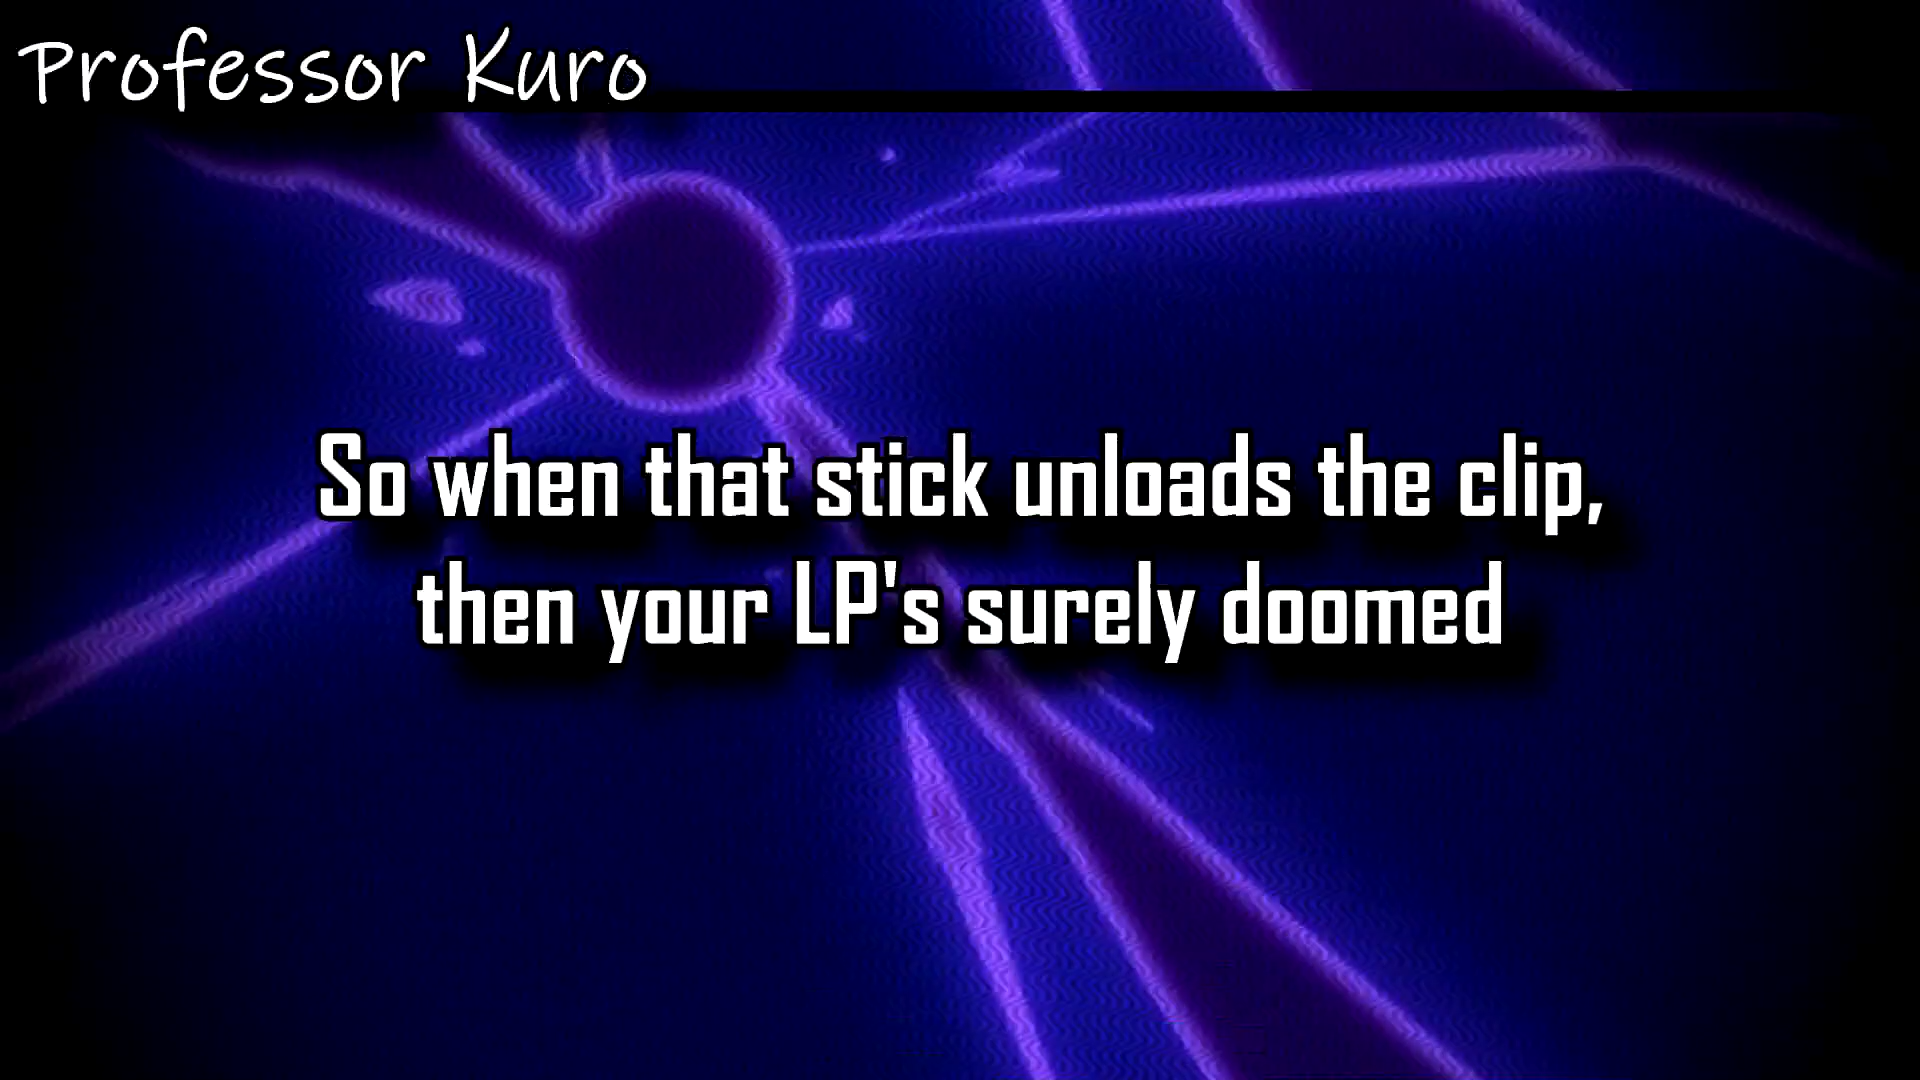 Professor Kuro
So when that stick unloads the clip,
then your LP's surely doomed